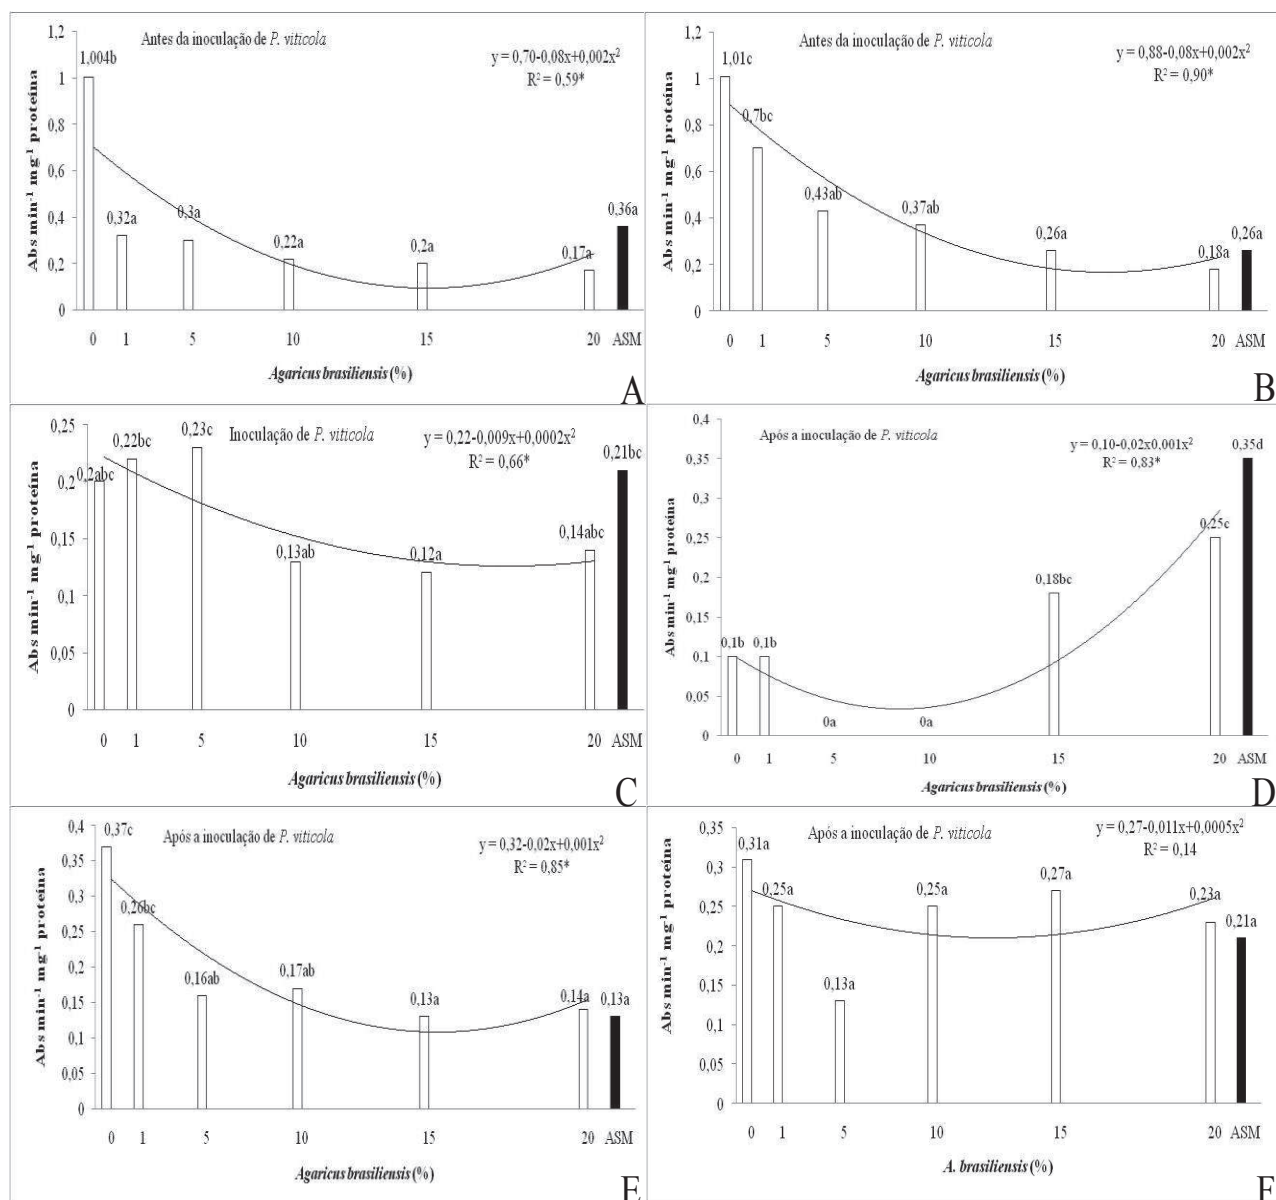 Antes da inoculação de P. viticola
y = 0,70-0,08x+0,002x²
R² = 0,59*
Abs min⁻¹ mg⁻¹ proteína
1,2
1
0,8
0,6
0,4
0,2
0
1,004b
0,32a
0,3a
0,22a
0,2a
0,17a
0,36a
0 1 5 10 15 20 ASM
Agaricus brasiliensis (%)
A
Antes da inoculação de P. viticola
y = 0,88-0,08x+0,002x²
R² = 0,90*
Abs min⁻¹ mg⁻¹ proteína
1,2
1
0,8
0,6
0,4
0,2
0
1,01c
0,7bc
0,43ab
0,37ab
0,26a
0,18a
0,26a
0 1 5 10 15 20 ASM
Agaricus brasiliensis (%)
B
Inoculação de P. viticola
y = 0,22-0,009x+0,0002x²
R² = 0,66*
Abs min⁻¹ mg⁻¹ proteína
0,25
0,2
0,15
0,1
0,05
0
0,2abc
0,22bc
0,23c
0,13ab
0,12a
0,14abc
0,21bc
0 1 5 10 15 20 ASM
Agaricus brasiliensis (%)
C
Após a inoculação de P. viticola
y = 0,10-0,02x0,001x²
R² = 0,83*
Abs min⁻¹ mg⁻¹ proteína
0,4
0,35
0,3
0,25
0,2
0,15
0,1
0,05
0
0,1b
0,1b
0a
0a
0,18bc
0,25c
0,35d
0 1 5 10 15 20 ASM
Agaricus brasiliensis (%)
D
Após a inoculação de P. viticola
y = 0,32-0,02x+0,001x²
R² = 0,85*
Abs min⁻¹ mg⁻¹ proteína
0,4
0,35
0,3
0,25
0,2
0,15
0,1
0,05
0
0,37c
0,26bc
0,16ab
0,17ab
0,13a
0,14a
0,13a
0 1 5 10 15 20 ASM
Agaricus brasiliensis (%)
E
Após a inoculação de P. viticola
y = 0,27-0,011x+0,0005x²
R² = 0,14
Abs min⁻¹ mg⁻¹ proteína
0,35
0,3
0,25
0,2
0,15
0,1
0,05
0
0,31a
0,25a
0,13a
0,25a
0,27a
0,23a
0,21a
0 1 5 10 15 20 ASM
A. brasiliensis (%)
F